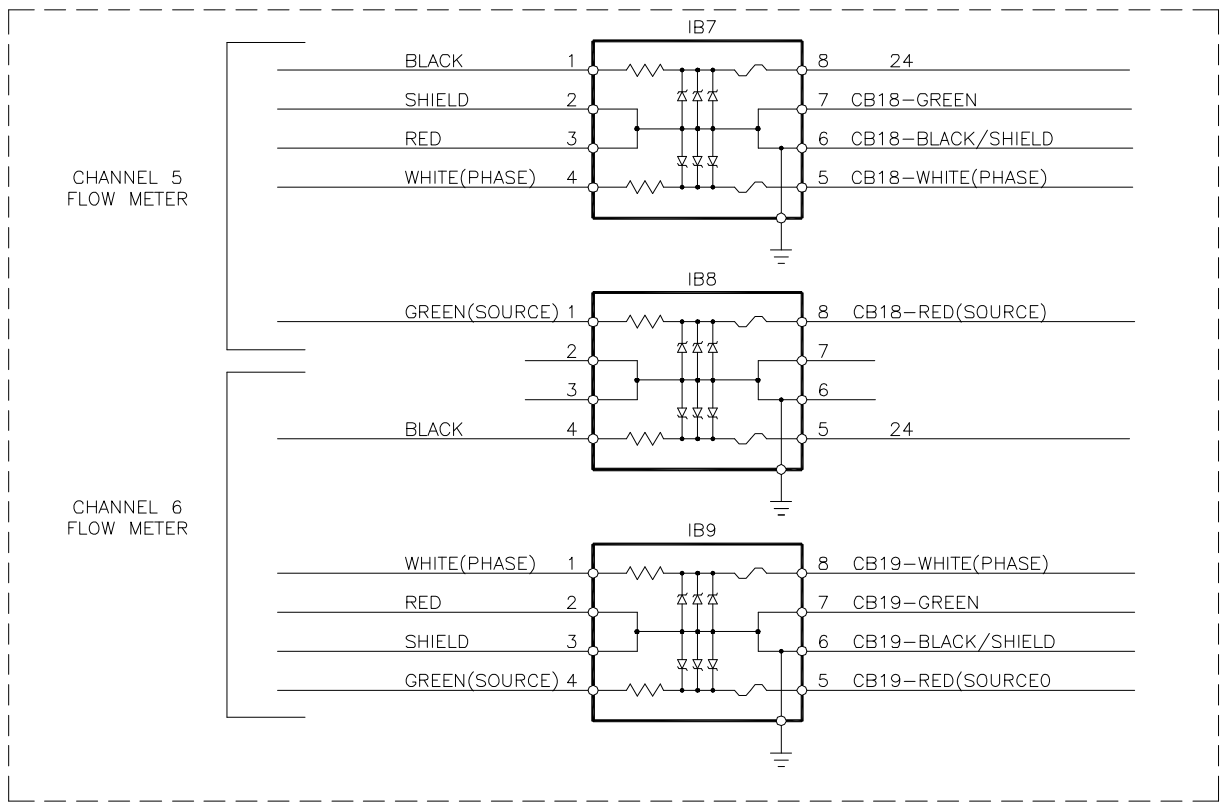 IB7
BLACK 1 8 24
SHIELD 2 7 CB18-GREEN
RED 3 6 CB18-BLACK/SHIELD
WHITE(PHASE) 4 5 CB18-WHITE(PHASE)
CHANNEL 5
FLOW METER
IB8
GREEN(SOURCE) 1 8 CB18-RED(SOURCE)
2 7
3 6
BLACK 4 5 24
CHANNEL 6
FLOW METER
IB9
WHITE(PHASE) 1 8 CB19-WHITE(PHASE)
RED 2 7 CB19-GREEN
SHIELD 3 6 CB19-BLACK/SHIELD
GREEN(SOURCE) 4 5 CB19-RED(SOURCE0